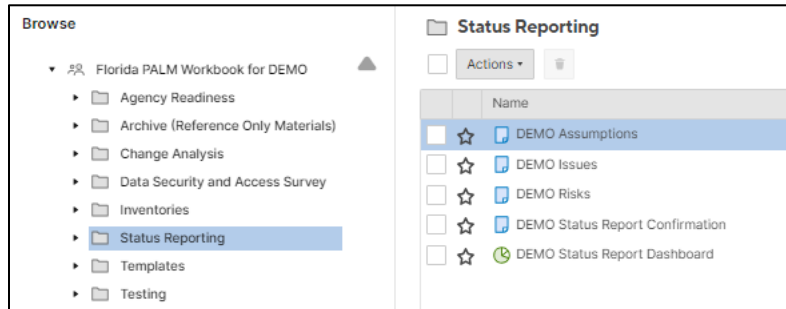 Browse
Florida PALM Workbook for DEMO
Agency Readiness
Archive (Reference Only Materials)
Change Analysis
Data Security and Access Survey
Inventories
Status Reporting
Templates
Testing
Status Reporting
Actions
Name
DEMO Assumptions
DEMO Issues
DEMO Risks
DEMO Status Report Confirmation
DEMO Status Report Dashboard